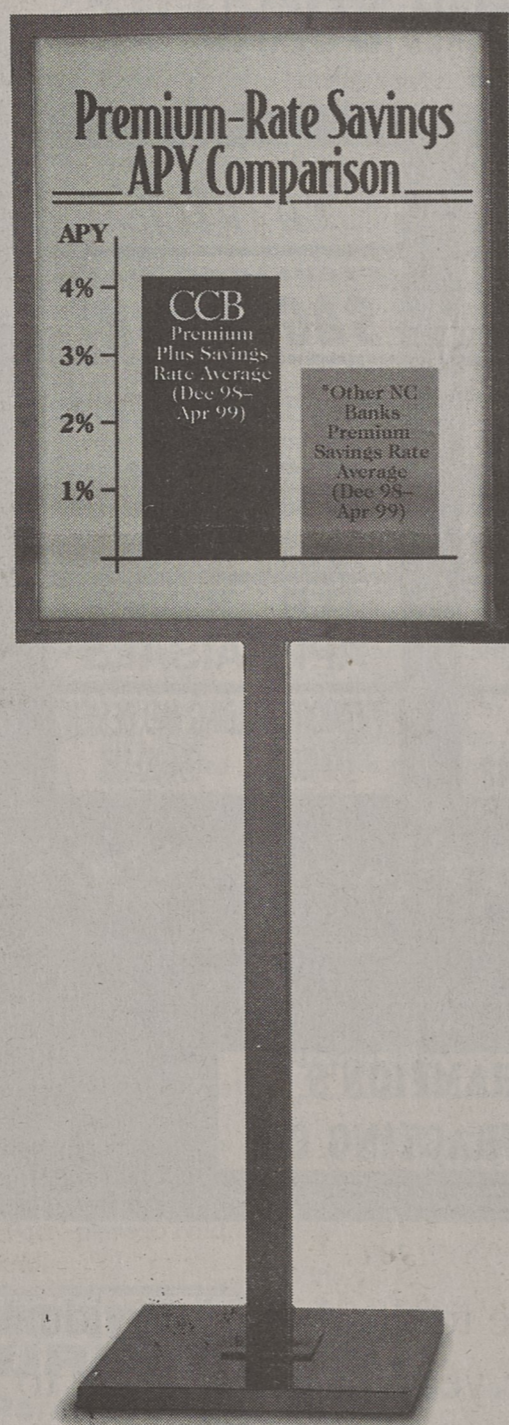 Premium-Rate Savings
APY Comparison
APY
4%
3%
2%
1%
CCB
Premium
Plus Savings
Rate Average
(Dec 98–
Apr 99)
*Other NC
Banks
Premium
Savings Rate
Average
(Dec 98–
Apr 99)